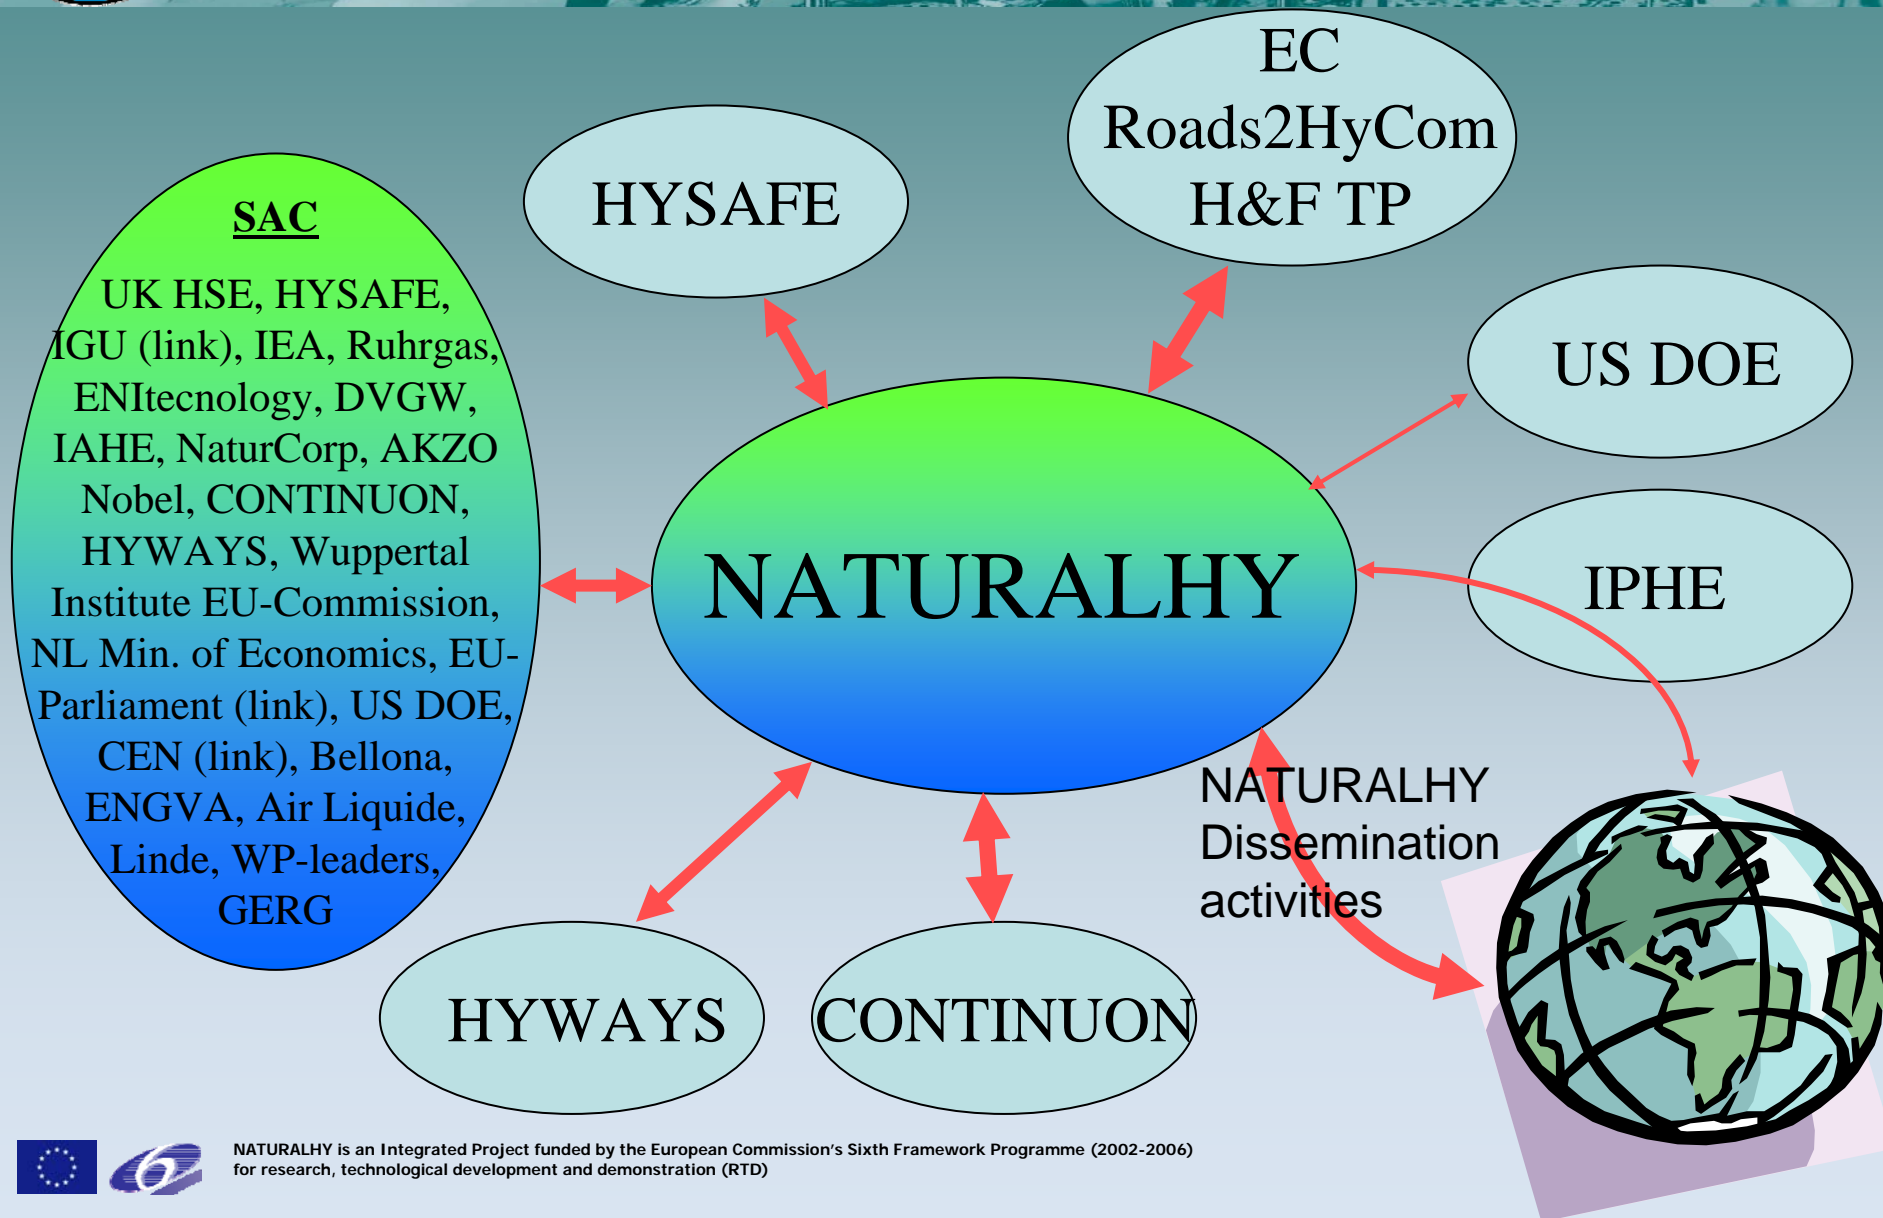 EC
Roads2HyCom
H&F TP
HYSAFE
SAC
UK HSE, HYSAFE,
IGU (link), IEA, Ruhrgas,
ENItecnology, DVGW,
IAHE, NaturCorp, AKZO
Nobel, CONTINUON,
HYWAYS, Wuppertal
Institute EU-Commission,
NL Min. of Economics, EU-
Parliament (link), US DOE,
CEN (link), Bellona,
ENGVA, Air Liquide,
Linde, WP-leaders,
GERG
US DOE
NATURALHY
IPHE
NATURALHY
Dissemination
activities
HYWAYS
CONTINUON
6
NATURALHY is an Integrated Project funded by the European Commission's Sixth Framework Programme (2002-2006)
for research, technological development and demonstration (RTD)